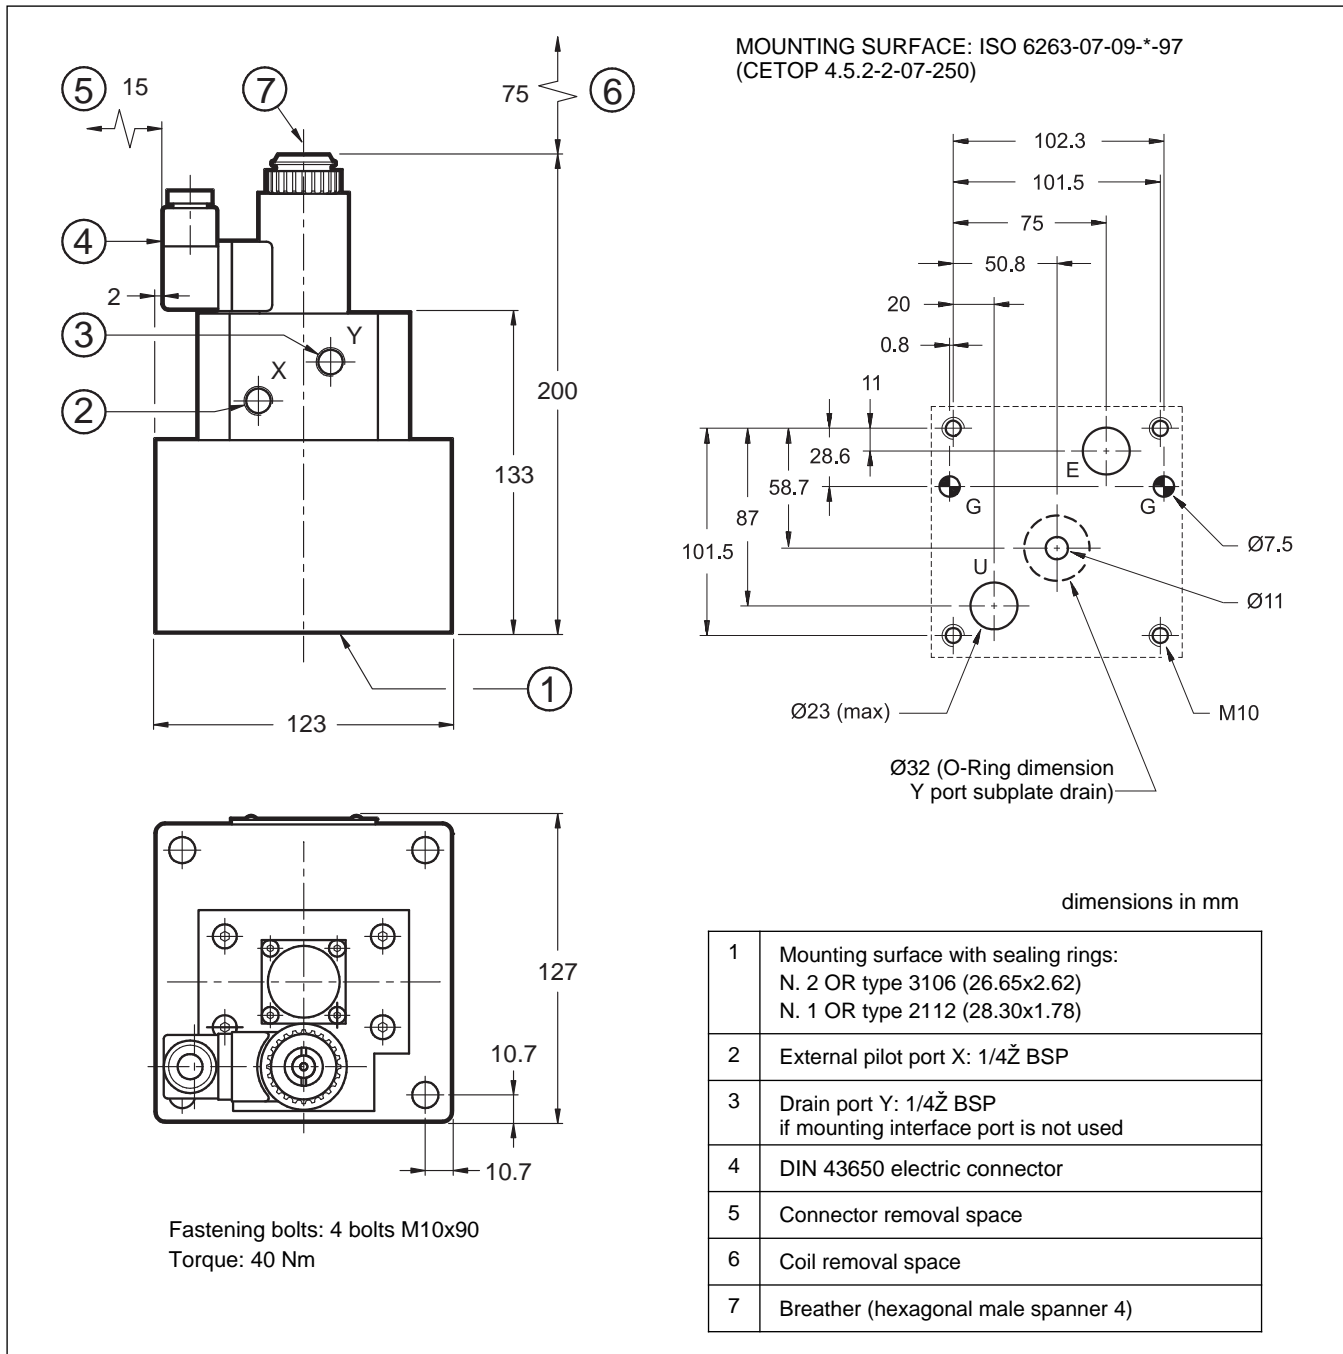 MOUNTING SURFACE: ISO 6263-07-09-*-97
(CETOP 4.5.2-2-07-250)
5
15
7
75
6
4
2
3
Y
X
2
200
133
1
123
102.3
101.5
75
50.8
20
0.8
11
28.6
58.7
87
101.5
E
G
G
U
Ø7.5
Ø11
Ø23 (max)
M10
Ø32 (O-Ring dimension
Y port subplate drain)
127
10.7
10.7
Fastening bolts: 4 bolts M10x90
Torque: 40 Nm
dimensions in mm
1
Mounting surface with sealing rings:
N. 2 OR type 3106 (26.65x2.62)
N. 1 OR type 2112 (28.30x1.78)
2
External pilot port X: 1/4Ž BSP
3
Drain port Y: 1/4Ž BSP
if mounting interface port is not used
4
DIN 43650 electric connector
5
Connector removal space
6
Coil removal space
7
Breather (hexagonal male spanner 4)